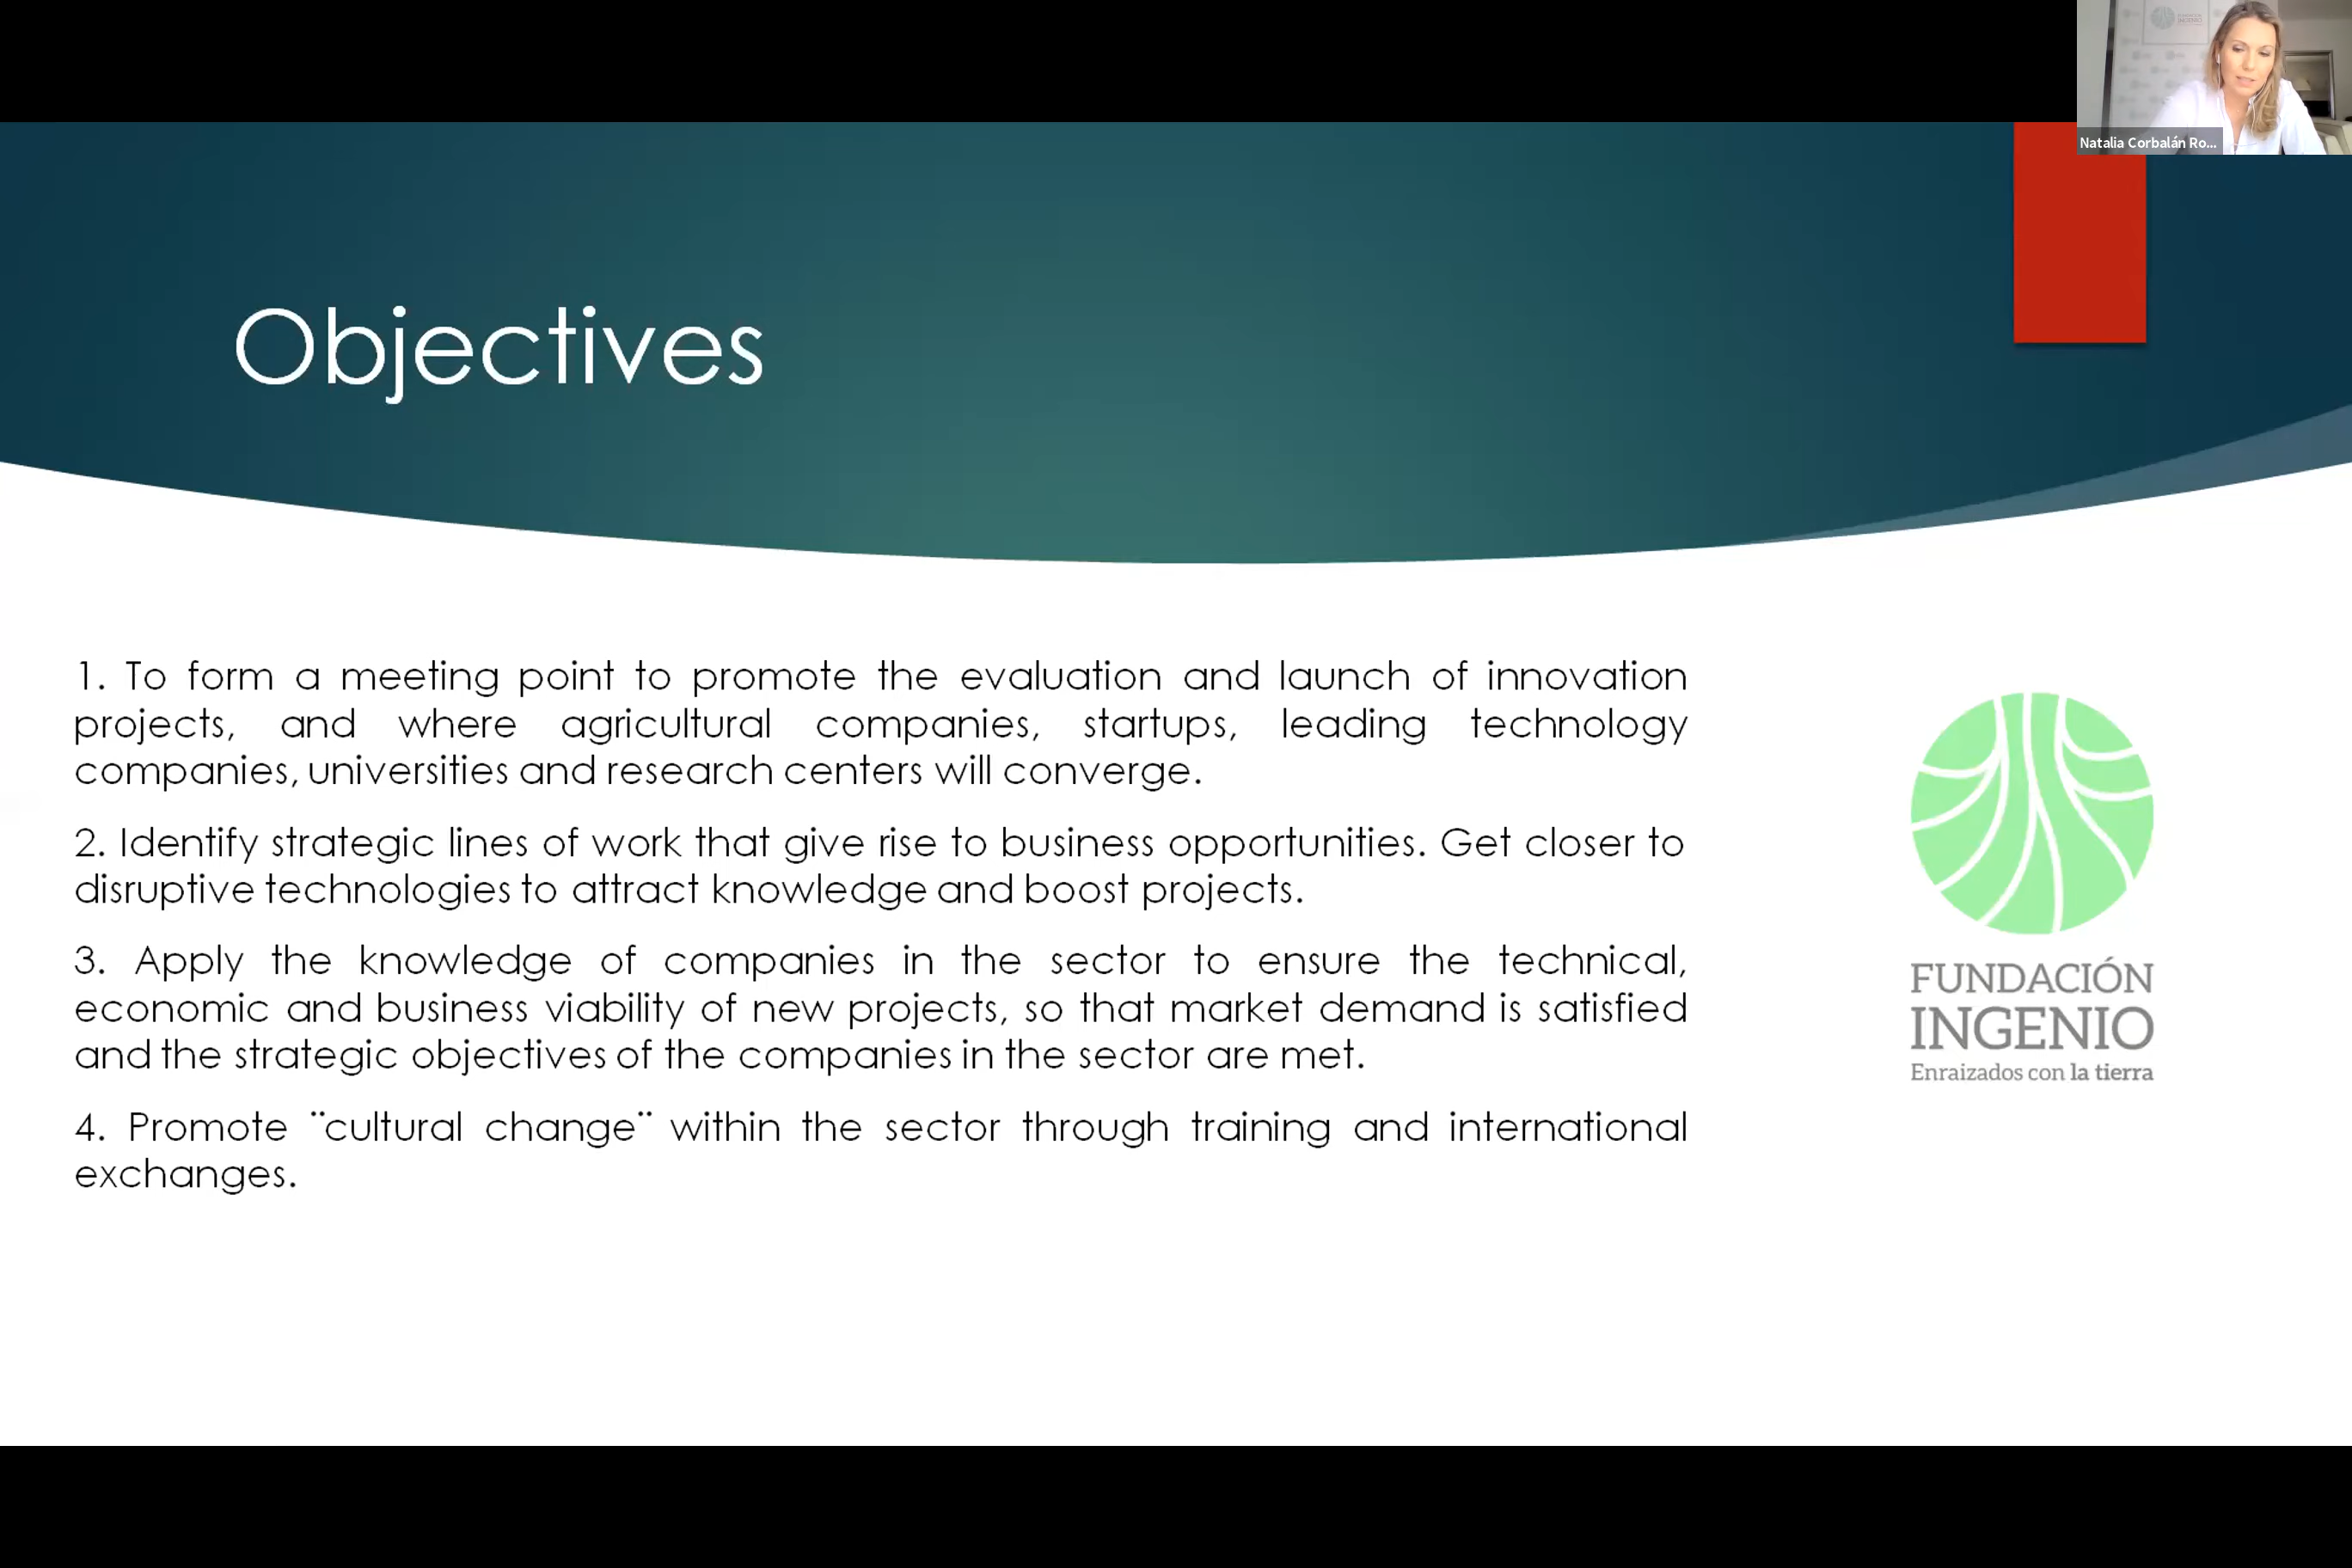 Natalia Corbalán Ro...
Objectives
1. To form a meeting point to promote the evaluation and launch of innovation
projects, and where agricultural companies, startups, leading technology
companies, universities and research centers will converge.
2. Identify strategic lines of work that give rise to business opportunities. Get closer to
disruptive technologies to attract knowledge and boost projects.
3. Apply the knowledge of companies in the sector to ensure the technical,
economic and business viability of new projects, so that market demand is satisfied
and the strategic objectives of the companies in the sector are met.
4. Promote ¨cultural change¨ within the sector through training and international
exchanges.
FUNDACIÓN
INGENIO
Enraizados con la tierra